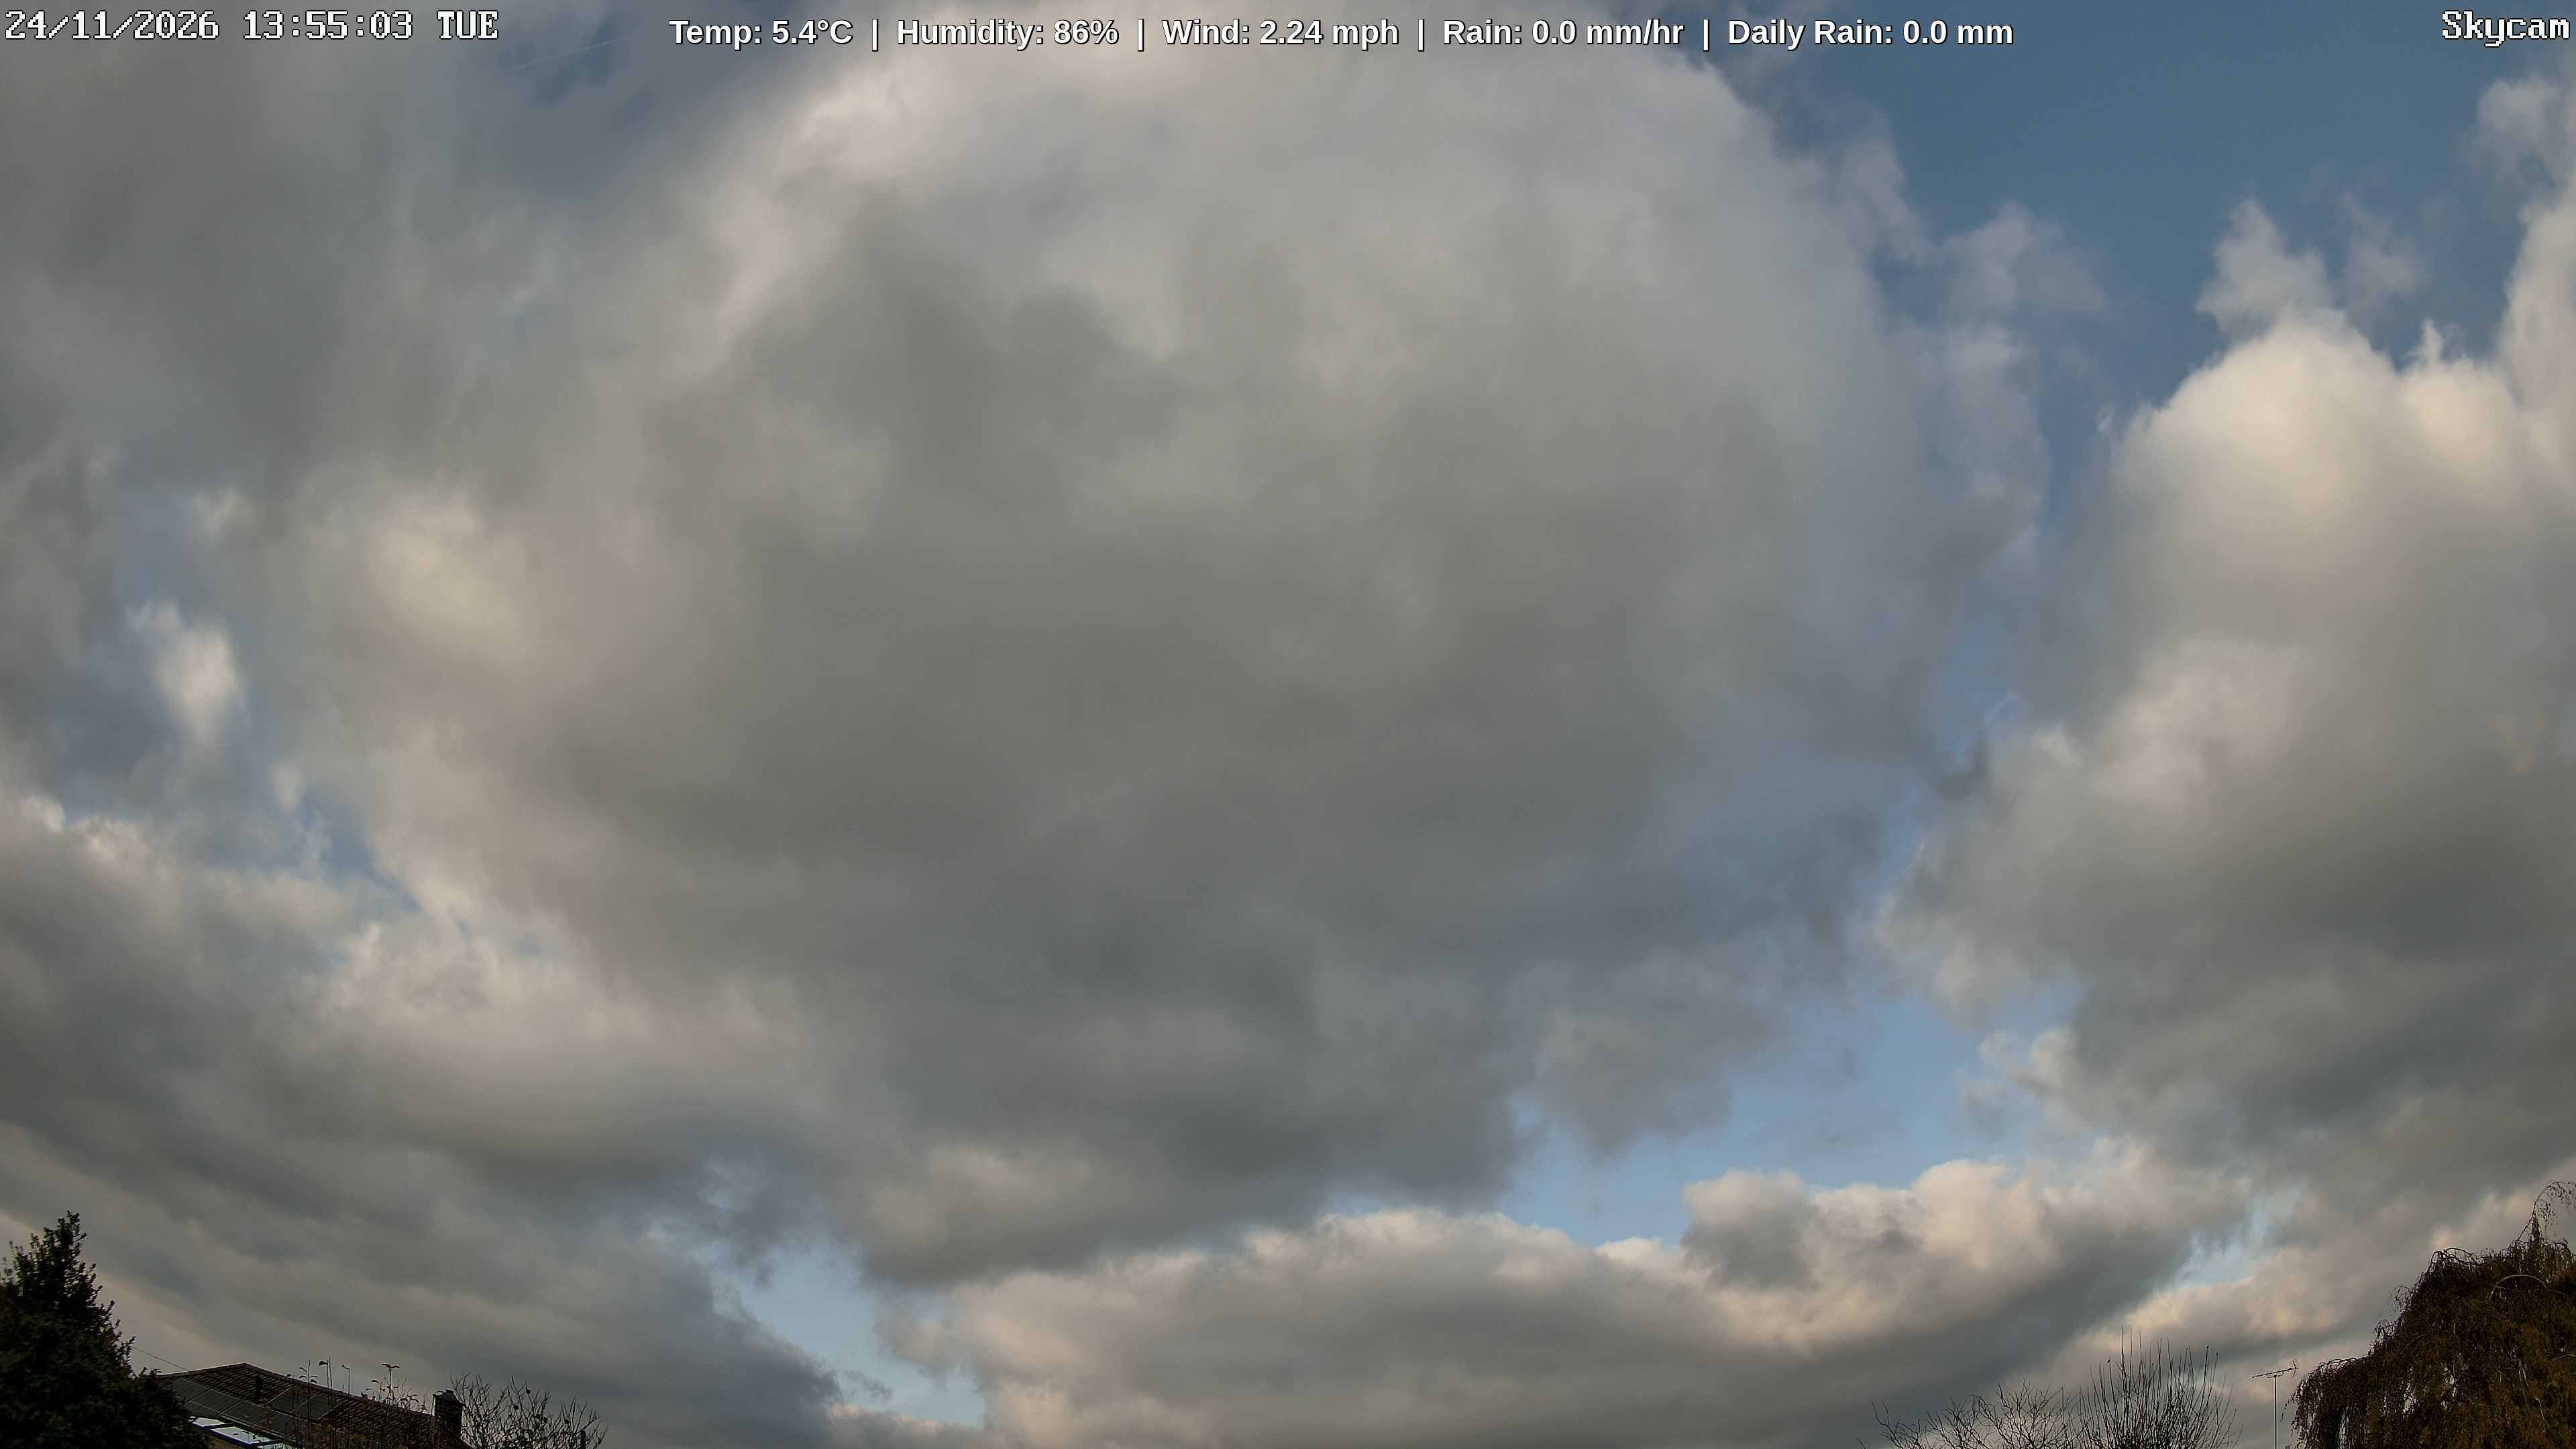 24/11/2026 13:55:03 TUE
Temp: 5.4°C | Humidity: 86% | Wind: 2.24 mph | Rain: 0.0 mm/hr | Daily Rain: 0.0 mm
Skycam